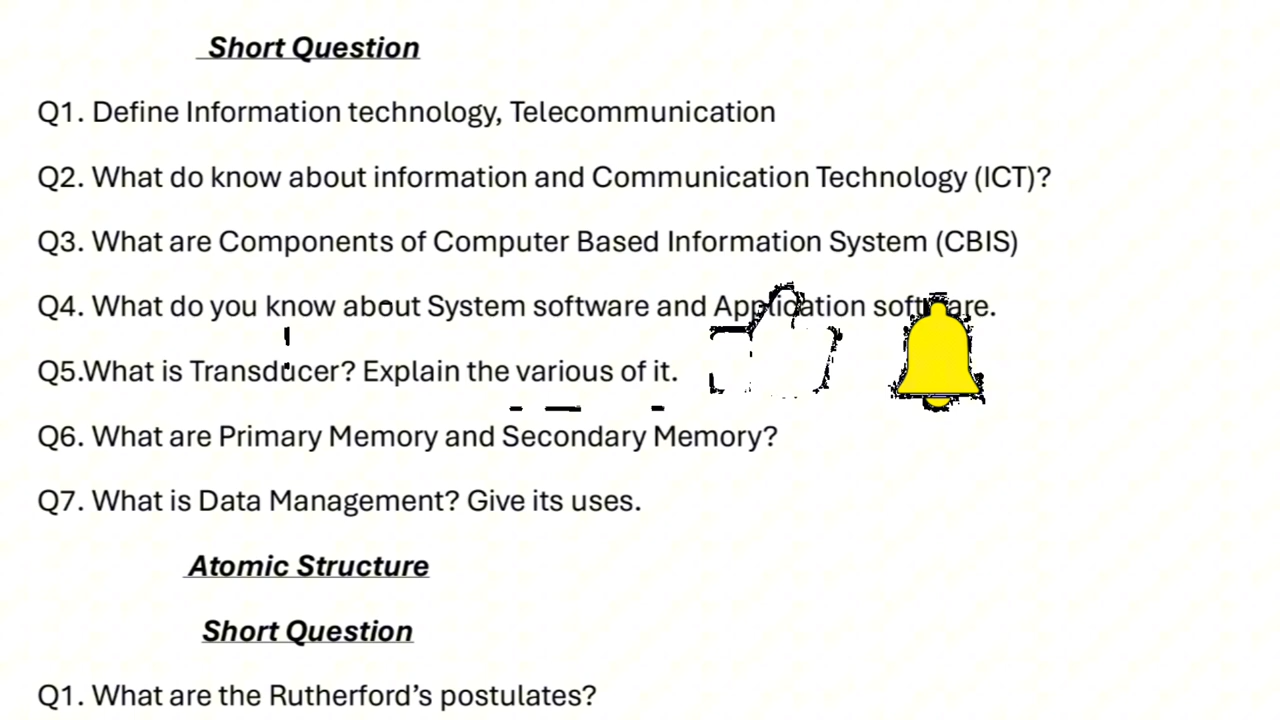 Short Question
Q1. Define Information technology, Telecommunication
Q2. What do know about information and Communication Technology (ICT)?
Q3. What are Components of Computer Based Information System (CBIS)
Q4. What do you know about System software and Application software.
Q5.What is Transducer? Explain the various of it.
Q6. What are Primary Memory and Secondary Memory?
Q7. What is Data Management? Give its uses.
Atomic Structure
Short Question
Q1. What are the Rutherford's postulates?